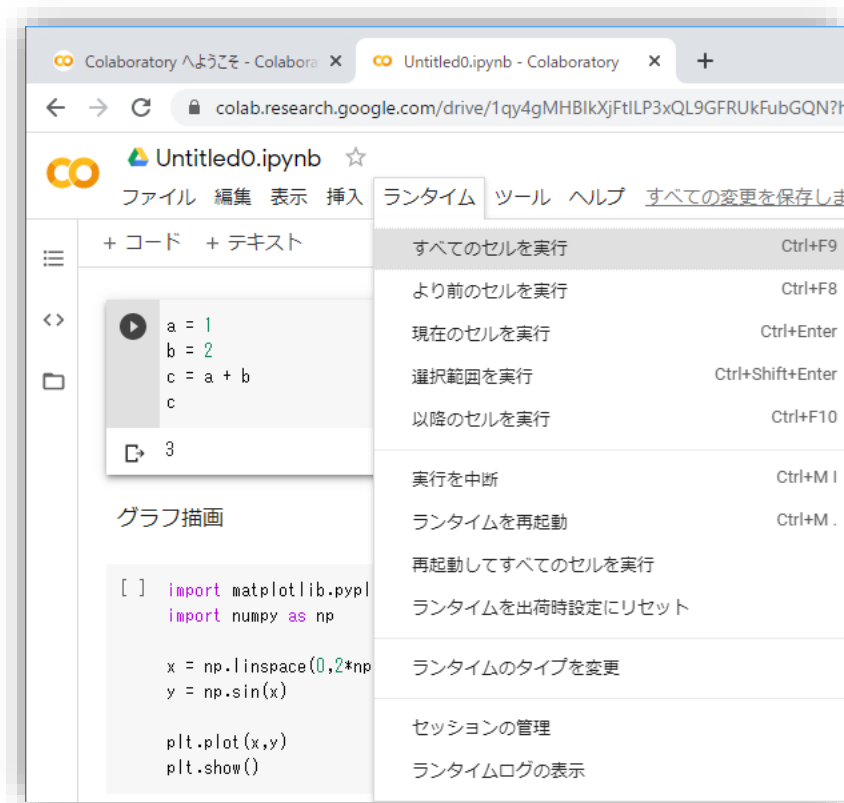 Colaboratory へようこそ - Colabora
Untitled0.ipynb - Colaboratory
colab.research.google.com/drive/1qy4gMHBIkXjFtILP3xQL9GFRUkFubGQN?h
CO Untitled0.ipynb
ファイル 編集 表示 挿入 ランタイム ツール ヘルプ すべての変更を保存しま
+ コード + テキスト
a = 1
b = 2
c = a + b
c
3
グラフ描画
[ ] import matplotlib.pypl
import numpy as np
x = np.linspace(0,2*np
y = np.sin(x)
plt.plot(x,y)
plt.show()
すべてのセルを実行 Ctrl+F9
より前のセルを実行 Ctrl+F8
現在のセルを実行 Ctrl+Enter
選択範囲を実行 Ctrl+Shift+Enter
以降のセルを実行 Ctrl+F10
実行を中断 Ctrl+M I
ランタイムを再起動 Ctrl+M .
再起動してすべてのセルを実行
ランタイムを出荷時設定にリセット
ランタイムのタイプを変更
セッションの管理
ランタイムログの表示